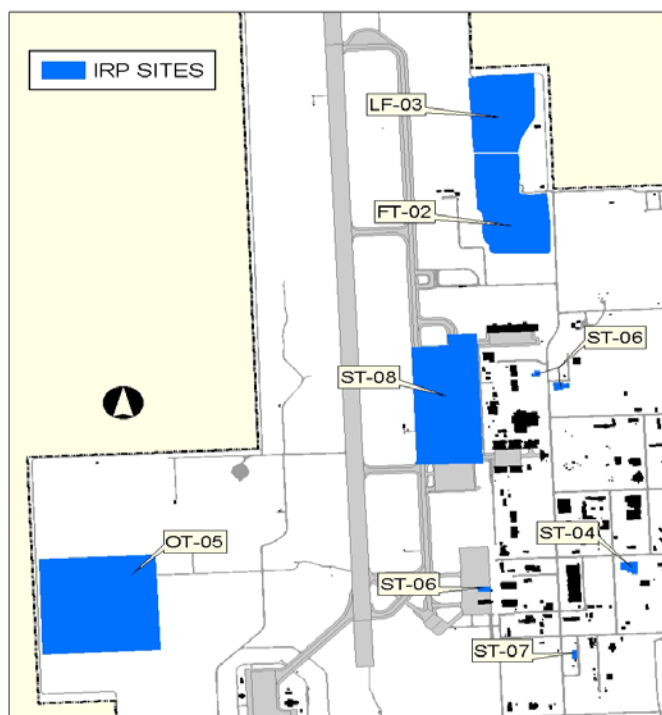 IRP SITES
LF-03
FT-02
ST-06
ST-08
ST-04
OT-05
ST-06
ST-07